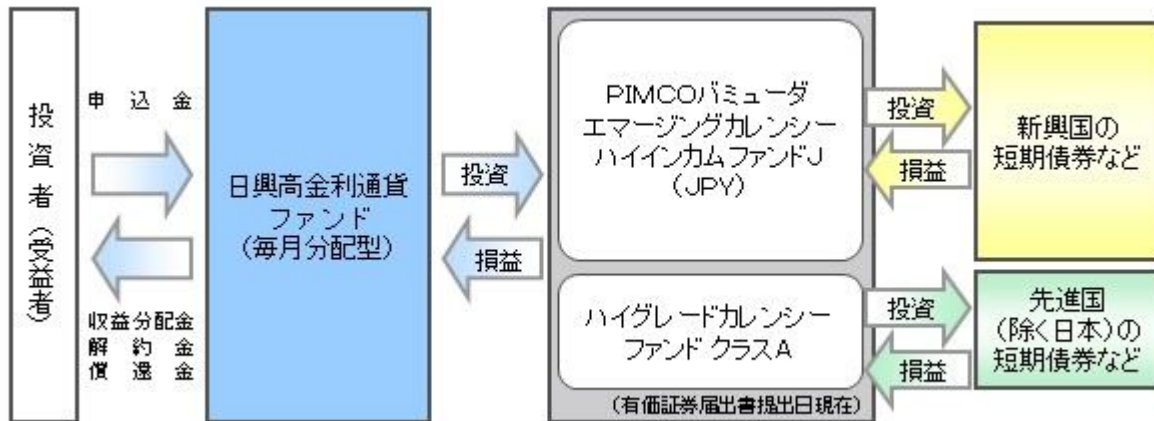 投資者(受益者)
申込金
収益分配金
解約金
償還金
日興高金利通貨
ファンド
(毎月分配型)
投資
損益
PIMCOバミューダ
エマージングカレンシー
ハイインカムファンドJ
(JPY)
ハイグレードカレンシー
ファンド クラスA
(有価証券届出書提出日現在)
投資
損益
新興国の
短期債券など
投資
損益
先進国
(除く日本)の
短期債券など